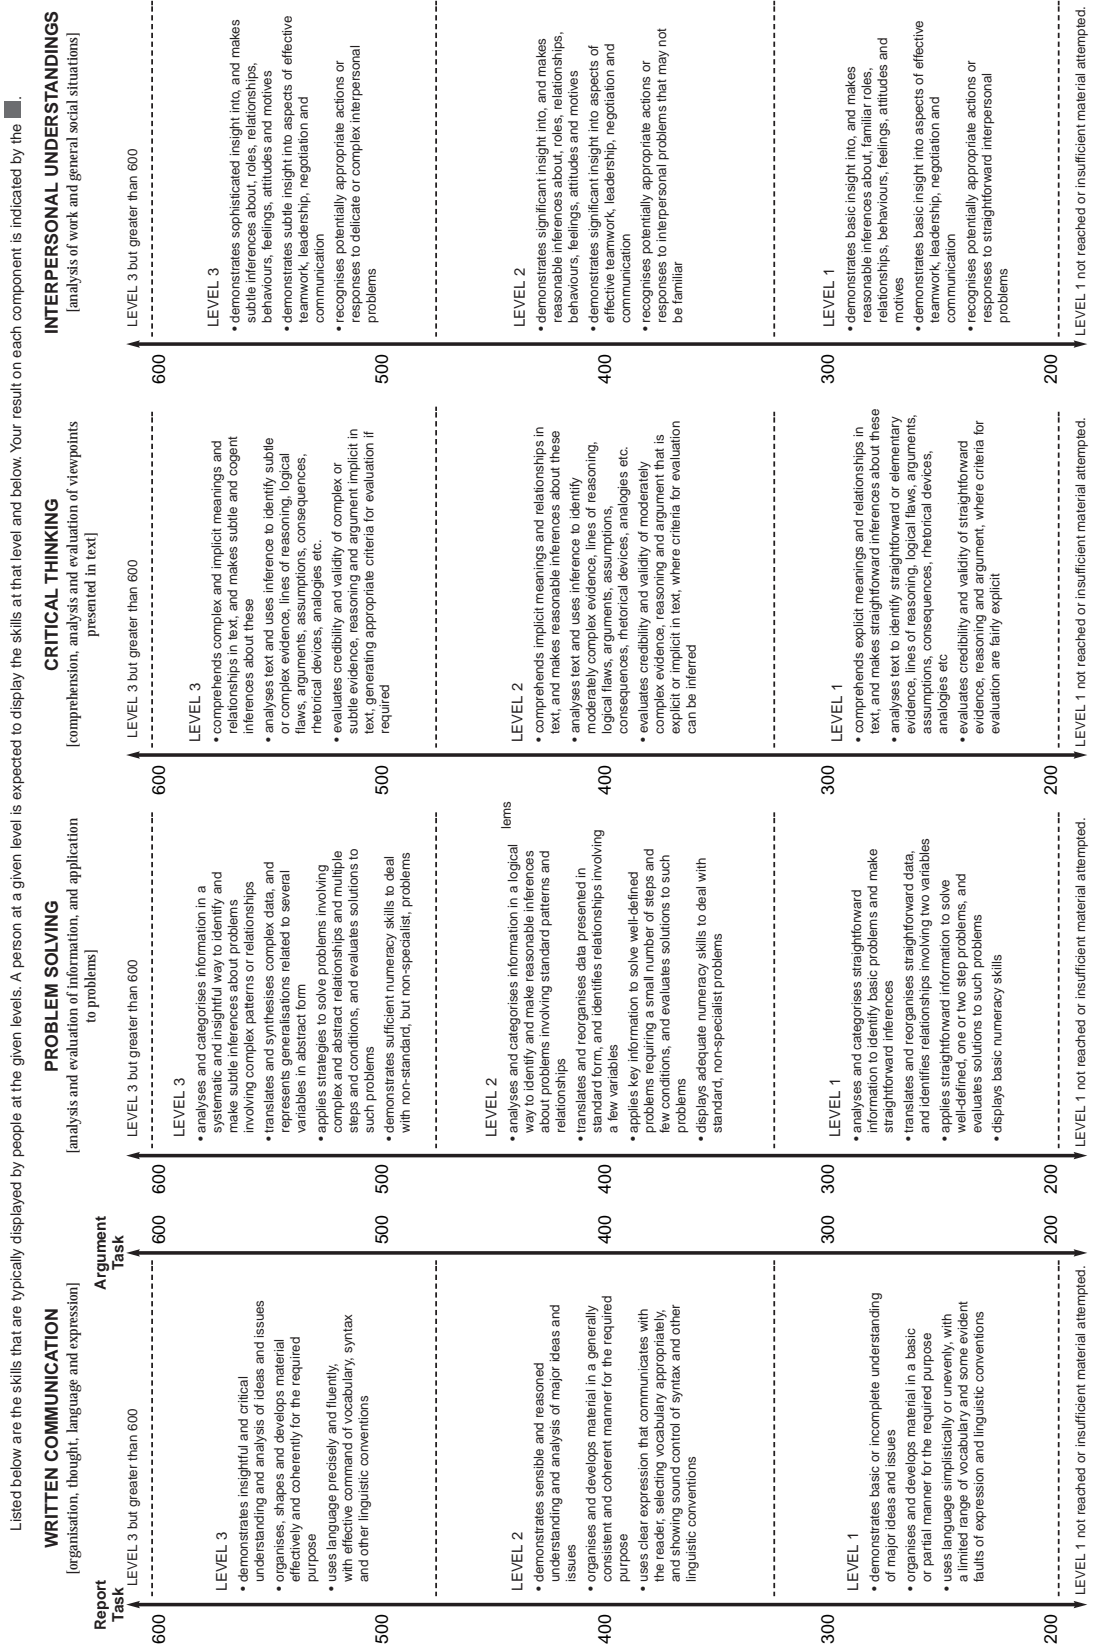 Listed below are the skills that are typically displayed by people at the given levels. A person at a given level is expected to display the skills at that level and below. Your result on each component is indicated by the ■.
WRITTEN COMMUNICATION
[organisation, thought, language and expression]
Report
Task
Argument
Task
LEVEL 3 but greater than 600
600
600
LEVEL 3
• demonstrates insightful and critical
understanding and analysis of ideas and issues
• organises, shapes and develops material
effectively and coherently for the required
purpose
• uses language precisely and fluently,
with effective command of vocabulary, syntax
and other linguistic conventions
500
500
LEVEL 2
• demonstrates sensible and reasoned
understanding and analysis of major ideas and
issues
• organises and develops material in a generally
consistent and coherent manner for the required
purpose
• uses clear expression that communicates with
the reader, selecting vocabulary appropriately,
and showing sound control of syntax and other
linguistic conventions
400
400
LEVEL 1
• demonstrates basic or incomplete understanding
of major ideas and issues
• organises and develops material in a basic
or partial manner for the required purpose
• uses language simplistically or unevenly, with
a limited range of vocabulary and some evident
faults of expression and linguistic conventions
300
300
200
200
LEVEL 1 not reached or insufficient material attempted.
PROBLEM SOLVING
[analysis and evaluation of information, and application
to problems]
LEVEL 3 but greater than 600
600
LEVEL 3
• analyses and categorises information in a
systematic and insightful way to identify and
make subtle inferences about problems
involving complex patterns or relationships
• translates and synthesises complex data, and
represents generalisations related to several
variables in abstract form
• applies strategies to solve problems involving
complex and abstract relationships and multiple
steps and conditions, and evaluates solutions to
such problems
• demonstrates sufficient numeracy skills to deal
with non-standard, but non-specialist, problems
500
LEVEL 2
lems
• analyses and categorises information in a logical
way to identify and make reasonable inferences
about problems involving standard patterns and
relationships
• translates and reorganises data presented in
standard form, and identifies relationships involving
a few variables
• applies key information to solve well-defined
problems requiring a small number of steps and
few conditions, and evaluates solutions to such
problems
• displays adequate numeracy skills to deal with
standard, non-specialist problems
400
LEVEL 1
• analyses and categorises straightforward
information to identify basic problems and make
straightforward inferences
• translates and reorganises straightforward data,
and identifies relationships involving two variables
• applies straightforward information to solve
well-defined, one or two step problems, and
evaluates solutions to such problems
• displays basic numeracy skills
300
200
LEVEL 1 not reached or insufficient material attempted.
CRITICAL THINKING
[comprehension, analysis and evaluation of viewpoints
presented in text]
LEVEL 3 but greater than 600
600
LEVEL 3
• comprehends complex and implicit meanings and
relationships in text, and makes subtle and cogent
inferences about these
• analyses text and uses inference to identify subtle
or complex evidence, lines of reasoning, logical
flaws, arguments, assumptions, consequences,
rhetorical devices, analogies etc.
• evaluates credibility and validity of complex or
subtle evidence, reasoning and argument implicit in
text, generating appropriate criteria for evaluation if
required
500
LEVEL 2
• comprehends implicit meanings and relationships in
text, and makes reasonable inferences about these
• analyses text and uses inference to identify
moderately complex evidence, lines of reasoning,
logical flaws, arguments, assumptions,
consequences, rhetorical devices, analogies etc.
• evaluates credibility and validity of moderately
complex evidence, reasoning and argument that is
explicit or implicit in text, where criteria for evaluation
can be inferred
400
LEVEL 1
• comprehends explicit meanings and relationships in
text, and makes straightforward inferences about these
• analyses text to identify straightforward or elementary
evidence, lines of reasoning, logical flaws, arguments,
assumptions, consequences, rhetorical devices,
analogies etc
• evaluates credibility and validity of straightforward
evidence, reasoning and argument, where criteria for
evaluation are fairly explicit
300
200
LEVEL 1 not reached or insufficient material attempted.
INTERPERSONAL UNDERSTANDINGS
[analysis of work and general social situations]
LEVEL 3 but greater than 600
600
LEVEL 3
• demonstrates sophisticated insight into, and makes
subtle inferences about, roles, relationships,
behaviours, feelings, attitudes and motives
• demonstrates subtle insight into aspects of effective
teamwork, leadership, negotiation and
communication
• recognises potentially appropriate actions or
responses to delicate or complex interpersonal
problems
500
LEVEL 2
• demonstrates significant insight into, and makes
reasonable inferences about, roles, relationships,
behaviours, feelings, attitudes and motives
• demonstrates significant insight into aspects of
effective teamwork, leadership, negotiation and
communication
• recognises potentially appropriate actions or
responses to interpersonal problems that may not
be familiar
400
LEVEL 1
• demonstrates basic insight into, and makes
reasonable inferences about, familiar roles,
relationships, behaviours, feelings, attitudes and
motives
• demonstrates basic insight into aspects of effective
teamwork, leadership, negotiation and
communication
• recognises potentially appropriate actions or
responses to straightforward interpersonal
problems
300
200
LEVEL 1 not reached or insufficient material attempted.